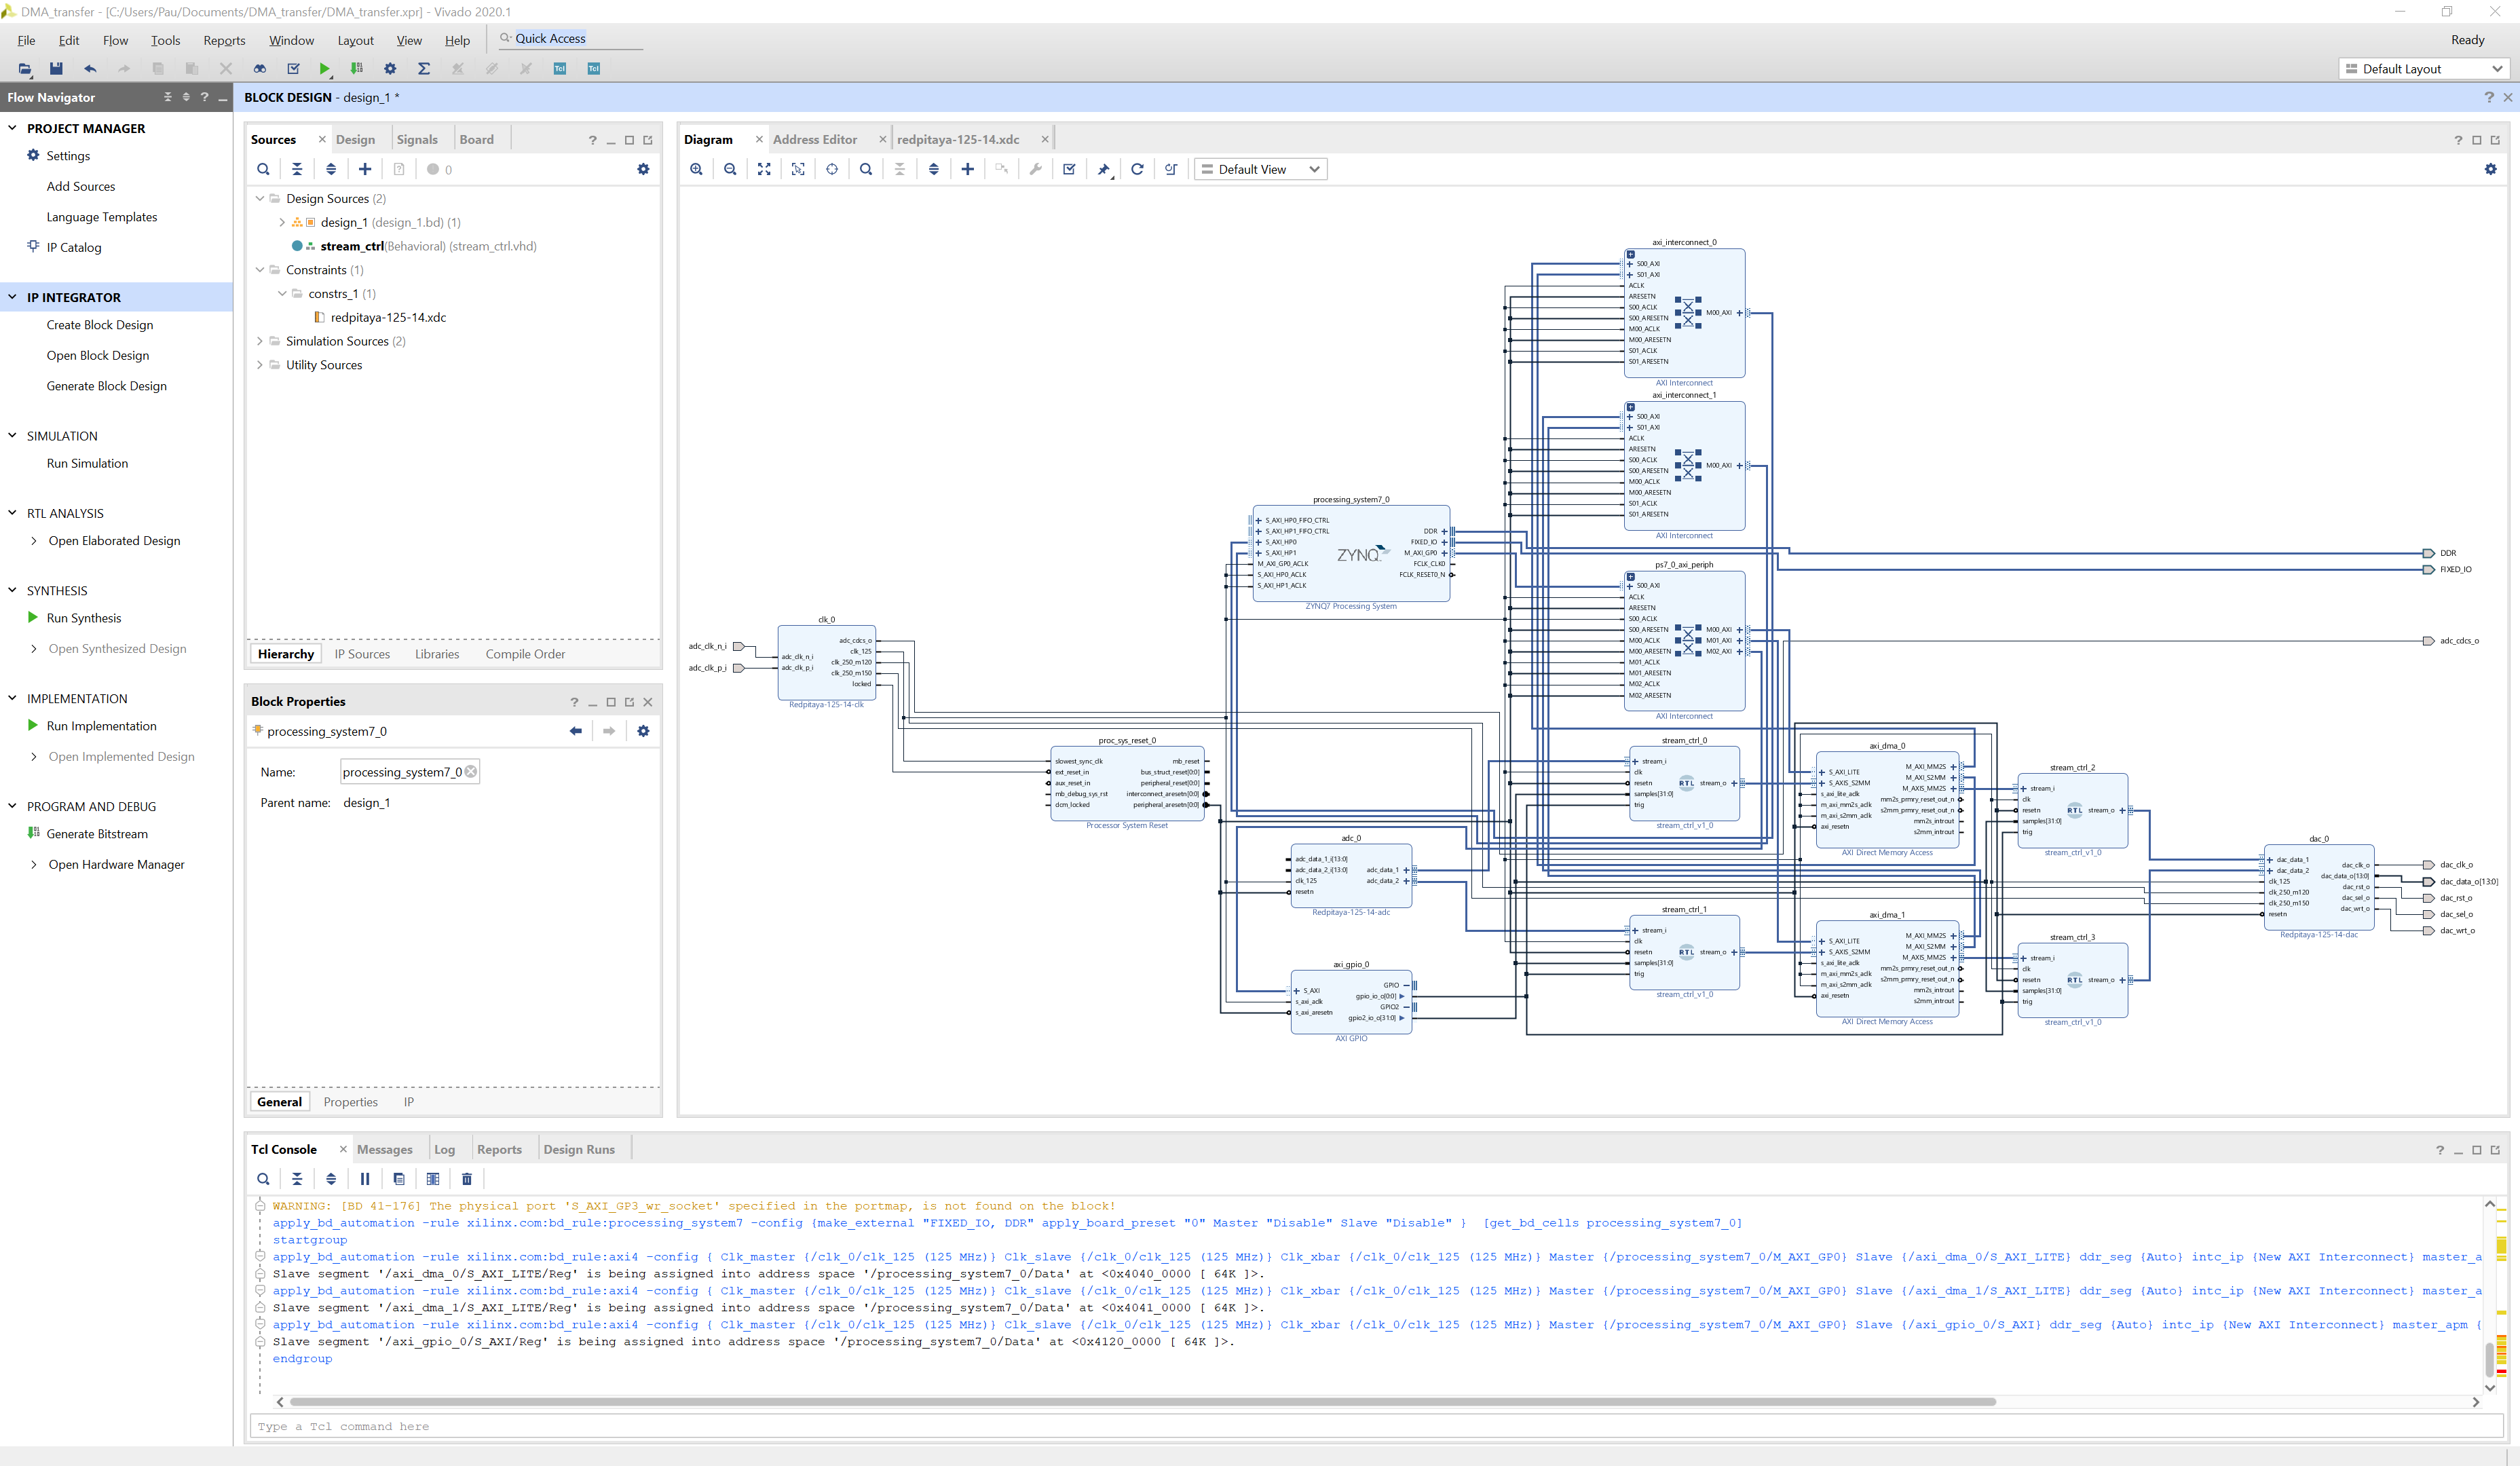 DMA_transfer - [C:/Users/Pau/Documents/DMA_transfer/DMA_transfer.xpr] - Vivado 2020.1
File Edit Flow Tools Reports Window Layout View Help Quick Access Ready
Tcl Tcl Default Layout
Flow Navigator
PROJECT MANAGER
Settings
Add Sources
Language Templates
IP Catalog
IP INTEGRATOR
Create Block Design
Open Block Design
Generate Block Design
SIMULATION
Run Simulation
RTL ANALYSIS
Open Elaborated Design
SYNTHESIS
Run Synthesis
Open Synthesized Design
IMPLEMENTATION
Run Implementation
Open Implemented Design
PROGRAM AND DEBUG
Generate Bitstream
Open Hardware Manager
BLOCK DESIGN - design_1 *
Sources Design Signals Board
0
Design Sources (2)
design_1 (design_1.bd) (1)
stream_ctrl(Behavioral) (stream_ctrl.vhd)
Constraints (1)
constrs_1 (1)
redpitaya-125-14.xdc
Simulation Sources (2)
Utility Sources
Hierarchy IP Sources Libraries Compile Order
Block Properties
processing_system7_0
Name: processing_system7_0
Parent name: design_1
General Properties IP
Diagram Address Editor redpitaya-125-14.xdc
Default View
axi_interconnect_0
S00_AXI
S01_AXI
ACLK
ARESETN
S00_ACLK
S00_ARESETN
M00_ACLK
M00_ARESETN
S01_ACLK
S01_ARESETN
M00_AXI
AXI Interconnect
axi_interconnect_1
S00_AXI
S01_AXI
ACLK
ARESETN
S00_ACLK
S00_ARESETN
M00_ACLK
M00_ARESETN
S01_ACLK
S01_ARESETN
M00_AXI
AXI Interconnect
processing_system7_0
S_AXI_HP0_FIFO_CTRL
S_AXI_HP1_FIFO_CTRL
S_AXI_HP0
S_AXI_HP1
M_AXI_GP0_ACLK
S_AXI_HP0_ACLK
S_AXI_HP1_ACLK
ZYNQ
DDR
FIXED_IO
M_AXI_GP0
FCLK_CLK0
FCLK_RESET0_N
ZYNQ7 Processing System
ps7_0_axi_periph
S00_AXI
ACLK
ARESETN
S00_ACLK
S00_ARESETN
M00_ACLK
M00_ARESETN
M01_ACLK
M01_ARESETN
M02_ACLK
M02_ARESETN
M00_AXI
M01_AXI
M02_AXI
AXI Interconnect
DDR
FIXED_IO
adc_cdcs_o
adc_clk_n_i
adc_clk_p_i
clk_0
adc_clk_n_i
adc_clk_p_i
adc_cdcs_o
clk_125
clk_250_m120
clk_250_m150
locked
Redpitaya-125-14-clk
proc_sys_reset_0
slowest_sync_clk
ext_reset_in
aux_reset_in
mb_debug_sys_rst
dcm_locked
mb_reset
bus_struct_reset[0:0]
peripheral_reset[0:0]
interconnect_aresetn[0:0]
peripheral_aresetn[0:0]
Processor System Reset
adc_0
adc_data_1_i[13:0]
adc_data_2_i[13:0]
clk_125
resetn
adc_data_1
adc_data_2
Redpitaya-125-14-adc
axi_gpio_0
S_AXI
s_axi_aclk
s_axi_aresetn
GPIO
gpio_io_o[0:0]
GPIO2
gpio2_io_o[31:0]
AXI GPIO
stream_ctrl_0
stream_i
clk
resetn
samples[31:0]
trig
RTL
stream_o
stream_ctrl_v1_0
stream_ctrl_1
stream_i
clk
resetn
samples[31:0]
trig
RTL
stream_o
stream_ctrl_v1_0
axi_dma_0
S_AXI_LITE
S_AXIS_S2MM
s_axi_lite_aclk
m_axi_mm2s_aclk
m_axi_s2mm_aclk
axi_resetn
M_AXI_MM2S
M_AXI_S2MM
M_AXIS_MM2S
mm2s_prmry_reset_out_n
s2mm_prmry_reset_out_n
mm2s_introut
s2mm_introut
AXI Direct Memory Access
axi_dma_1
S_AXI_LITE
S_AXIS_S2MM
s_axi_lite_aclk
m_axi_mm2s_aclk
m_axi_s2mm_aclk
axi_resetn
M_AXI_MM2S
M_AXI_S2MM
M_AXIS_MM2S
mm2s_prmry_reset_out_n
s2mm_prmry_reset_out_n
mm2s_introut
s2mm_introut
AXI Direct Memory Access
stream_ctrl_2
stream_i
clk
resetn
samples[31:0]
trig
RTL
stream_o
stream_ctrl_v1_0
stream_ctrl_3
stream_i
clk
resetn
samples[31:0]
trig
RTL
stream_o
stream_ctrl_v1_0
dac_0
dac_data_1
dac_data_2
clk_125
clk_250_m120
clk_250_m150
resetn
dac_clk_o
dac_data_o[13:0]
dac_rst_o
dac_sel_o
dac_wrt_o
Redpitaya-125-14-dac
dac_clk_o
dac_data_o[13:0]
dac_rst_o
dac_sel_o
dac_wrt_o
Tcl Console Messages Log Reports Design Runs
WARNING: [BD 41-176] The physical port 'S_AXI_GP3_wr_socket' specified in the portmap, is not found on the block!
apply_bd_automation -rule xilinx.com:bd_rule:processing_system7 -config {make_external "FIXED_IO, DDR" apply_board_preset "0" Master "Disable" Slave "Disable" }  [get_bd_cells processing_system7_0]
startgroup
apply_bd_automation -rule xilinx.com:bd_rule:axi4 -config { Clk_master {/clk_0/clk_125 (125 MHz)} Clk_slave {/clk_0/clk_125 (125 MHz)} Clk_xbar {/clk_0/clk_125 (125 MHz)} Master {/processing_system7_0/M_AXI_GP0} Slave {/axi_dma_0/S_AXI_LITE} ddr_seg {Auto} intc_ip {New AXI Interconnect} master_a
Slave segment '/axi_dma_0/S_AXI_LITE/Reg' is being assigned into address space '/processing_system7_0/Data' at <0x4040_0000 [ 64K ]>.
apply_bd_automation -rule xilinx.com:bd_rule:axi4 -config { Clk_master {/clk_0/clk_125 (125 MHz)} Clk_slave {/clk_0/clk_125 (125 MHz)} Clk_xbar {/clk_0/clk_125 (125 MHz)} Master {/processing_system7_0/M_AXI_GP0} Slave {/axi_dma_1/S_AXI_LITE} ddr_seg {Auto} intc_ip {New AXI Interconnect} master_a
Slave segment '/axi_dma_1/S_AXI_LITE/Reg' is being assigned into address space '/processing_system7_0/Data' at <0x4041_0000 [ 64K ]>.
apply_bd_automation -rule xilinx.com:bd_rule:axi4 -config { Clk_master {/clk_0/clk_125 (125 MHz)} Clk_slave {/clk_0/clk_125 (125 MHz)} Clk_xbar {/clk_0/clk_125 (125 MHz)} Master {/processing_system7_0/M_AXI_GP0} Slave {/axi_gpio_0/S_AXI} ddr_seg {Auto} intc_ip {New AXI Interconnect} master_apm {
Slave segment '/axi_gpio_0/S_AXI/Reg' is being assigned into address space '/processing_system7_0/Data' at <0x4120_0000 [ 64K ]>.
endgroup
Type a Tcl command here